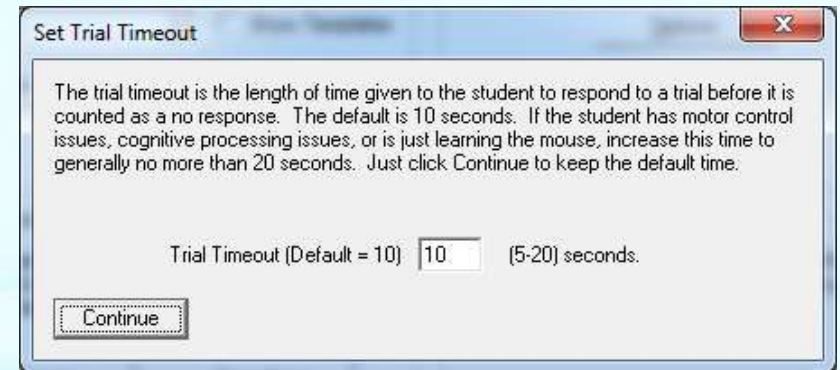 Set Trial Timeout
The trial timeout is the length of time given to the student to respond to a trial before it is
counted as a no response.  The default is 10 seconds.  If the student has motor control
issues, cognitive processing issues, or is just learning the mouse, increase this time to
generally no more than 20 seconds.  Just click Continue to keep the default time.
Trial Timeout (Default = 10) 10 (5-20) seconds.
Continue